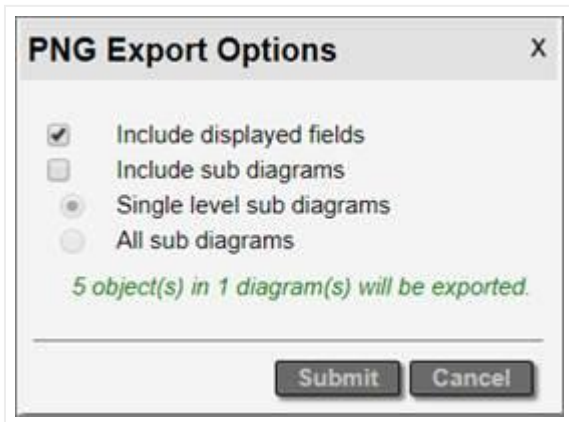 PNG Export Options X
Include displayed fields
Include sub diagrams
Single level sub diagrams
All sub diagrams
5 object(s) in 1 diagram(s) will be exported.
Submit Cancel